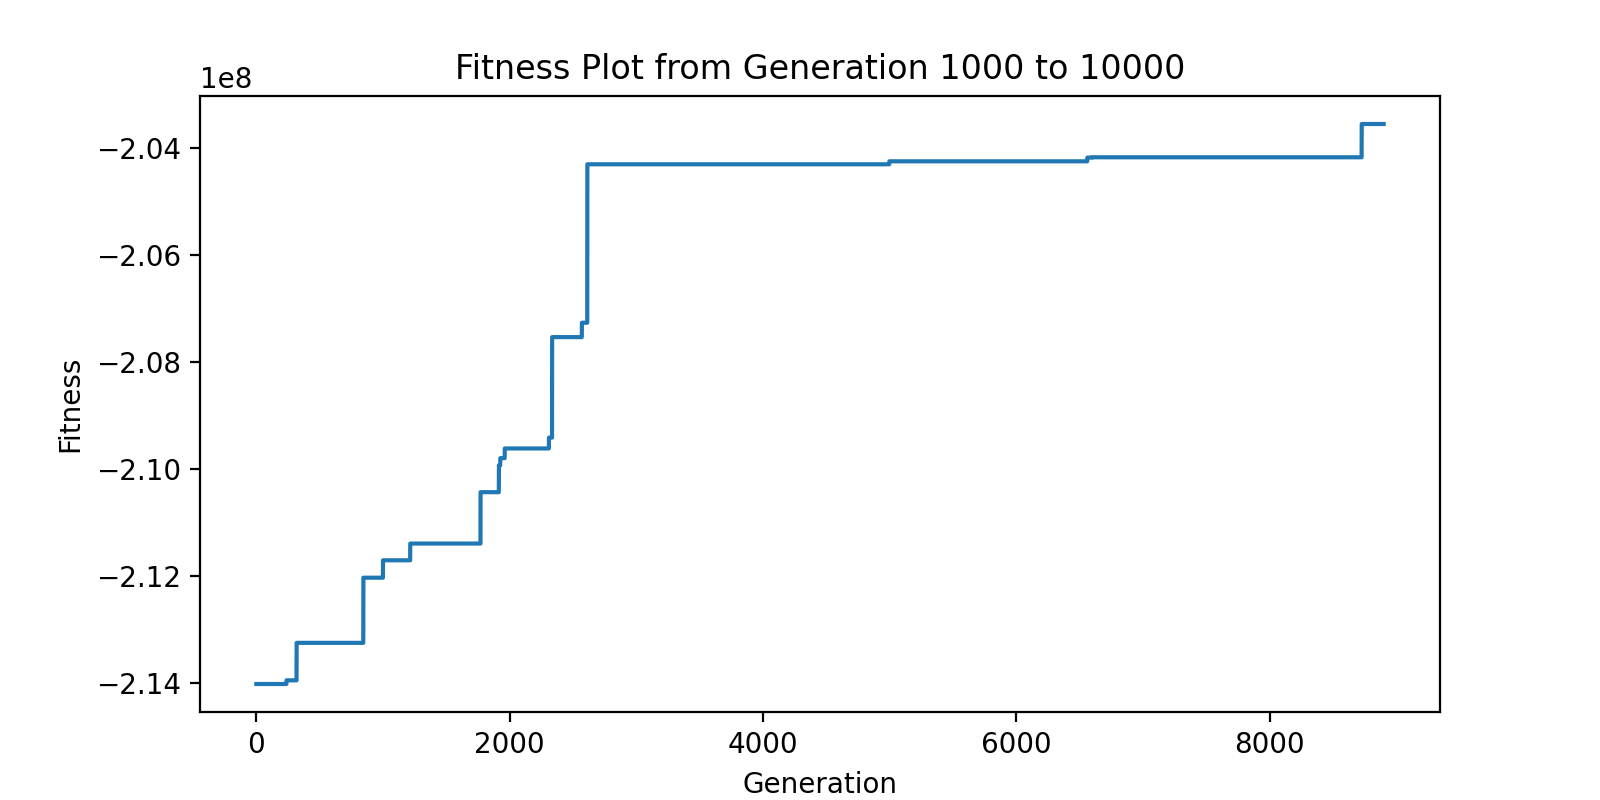 Fitness Plot from Generation 1000 to 10000
1e8
−2.04
−2.06
−2.08
−2.10
−2.12
−2.14
Fitness
0 2000 4000 6000 8000
Generation